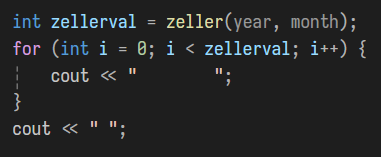 int zellerval = zeller(year, month);
for (int i = 0; i < zellerval; i++) {
    cout << "        ";
}
cout << " ";